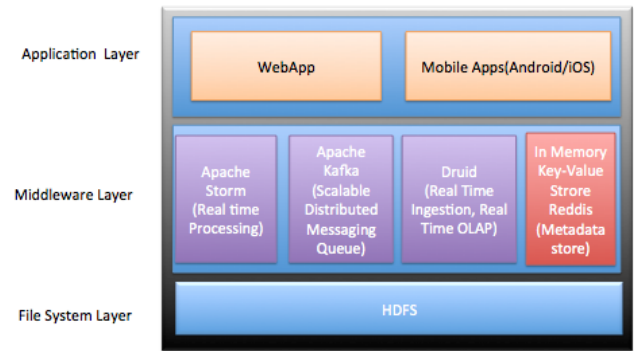 Application Layer
WebApp
Mobile Apps(Android/iOS)
Middleware Layer
Apache
Storm
(Real time
Processing)
Apache
Kafka
(Scalable
Distributed
Messaging
Queue)
Druid
(Real Time
Ingestion, Real
Time OLAP)
In Memory
Key-Value
Strore
Reddis
(Metadata
store)
File System Layer
HDFS